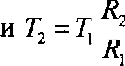 и T₂ = T₁ R₂/R₁